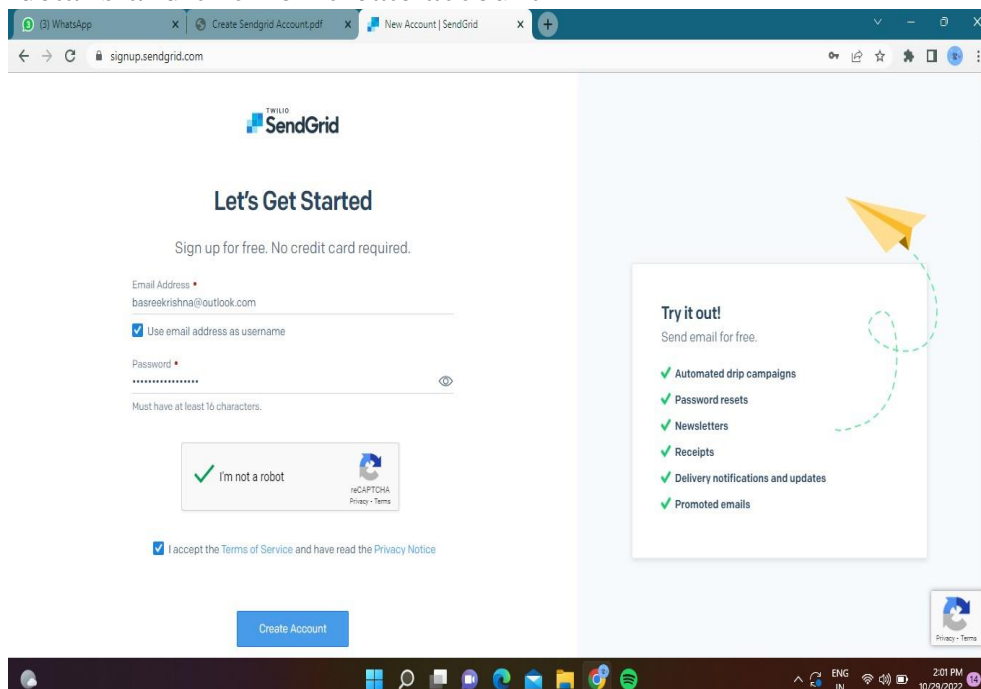 (3) WhatsApp
Create Sendgrid Account.pdf
New Account | SendGrid
signup.sendgrid.com
TWILIO
SendGrid
Let's Get Started
Sign up for free. No credit card required.
Email Address •
basreekrishna@outlook.com
Use email address as username
Password •
Must have at least 16 characters.
I'm not a robot
reCAPTCHA
Privacy - Terms
I accept the Terms of Service and have read the Privacy Notice
Create Account
Try it out!
Send email for free.
Automated drip campaigns
Password resets
Newsletters
Receipts
Delivery notifications and updates
Promoted emails
Privacy - Terms
ENG
IN
2:01 PM
10/29/2022
14